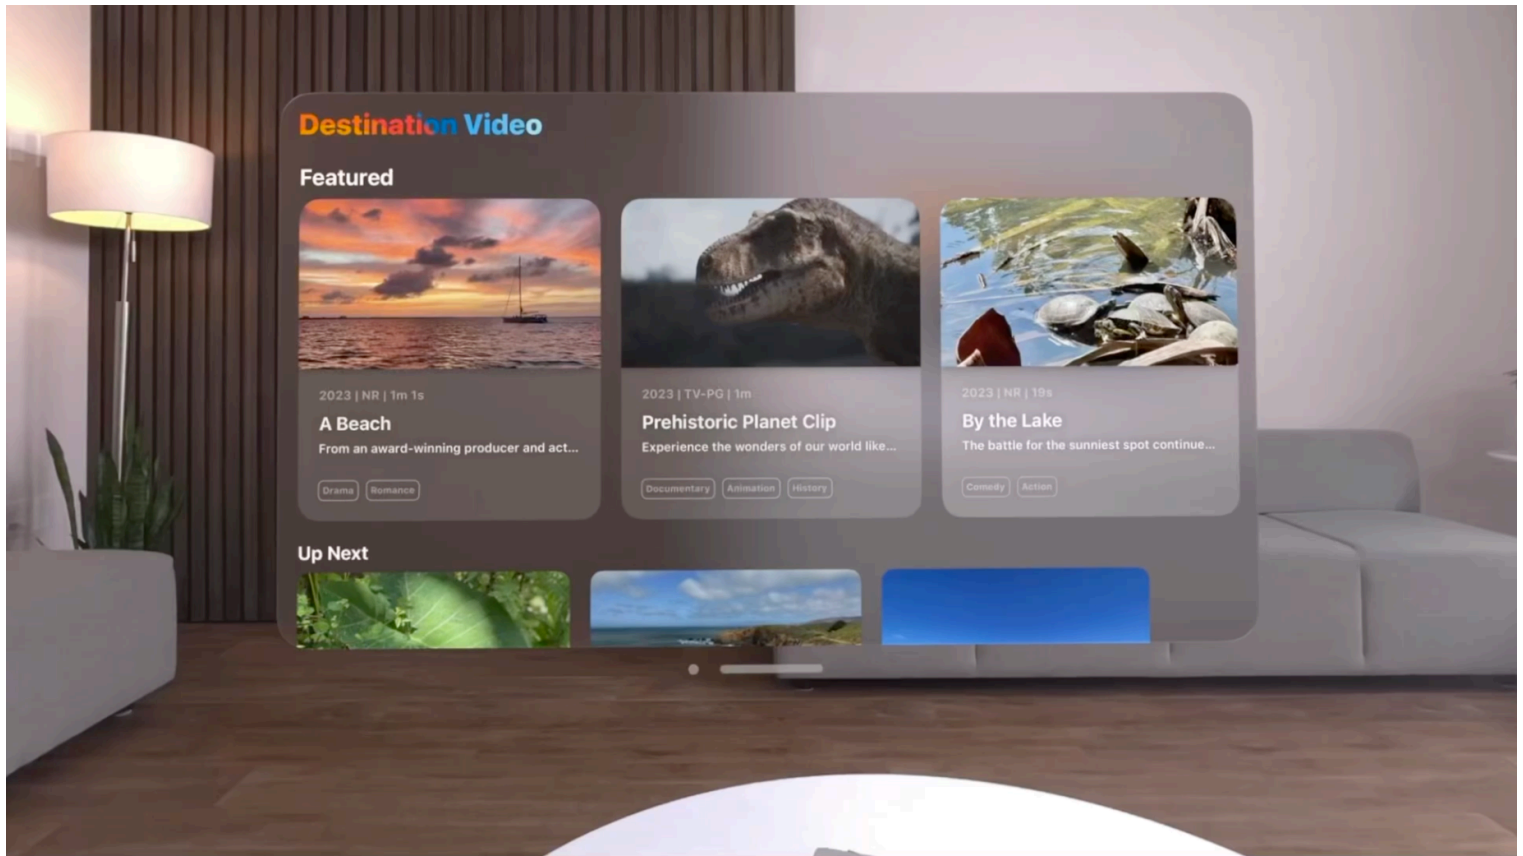 Destination Video
Featured
2023 | NR | 1m 1s
A Beach
From an award-winning producer and act...
Drama
Romance
2023 | TV-PG | 1m
Prehistoric Planet Clip
Experience the wonders of our world like...
Documentary
Animation
History
2023 | NR | 19s
By the Lake
The battle for the sunniest spot continue...
Comedy
Action
Up Next